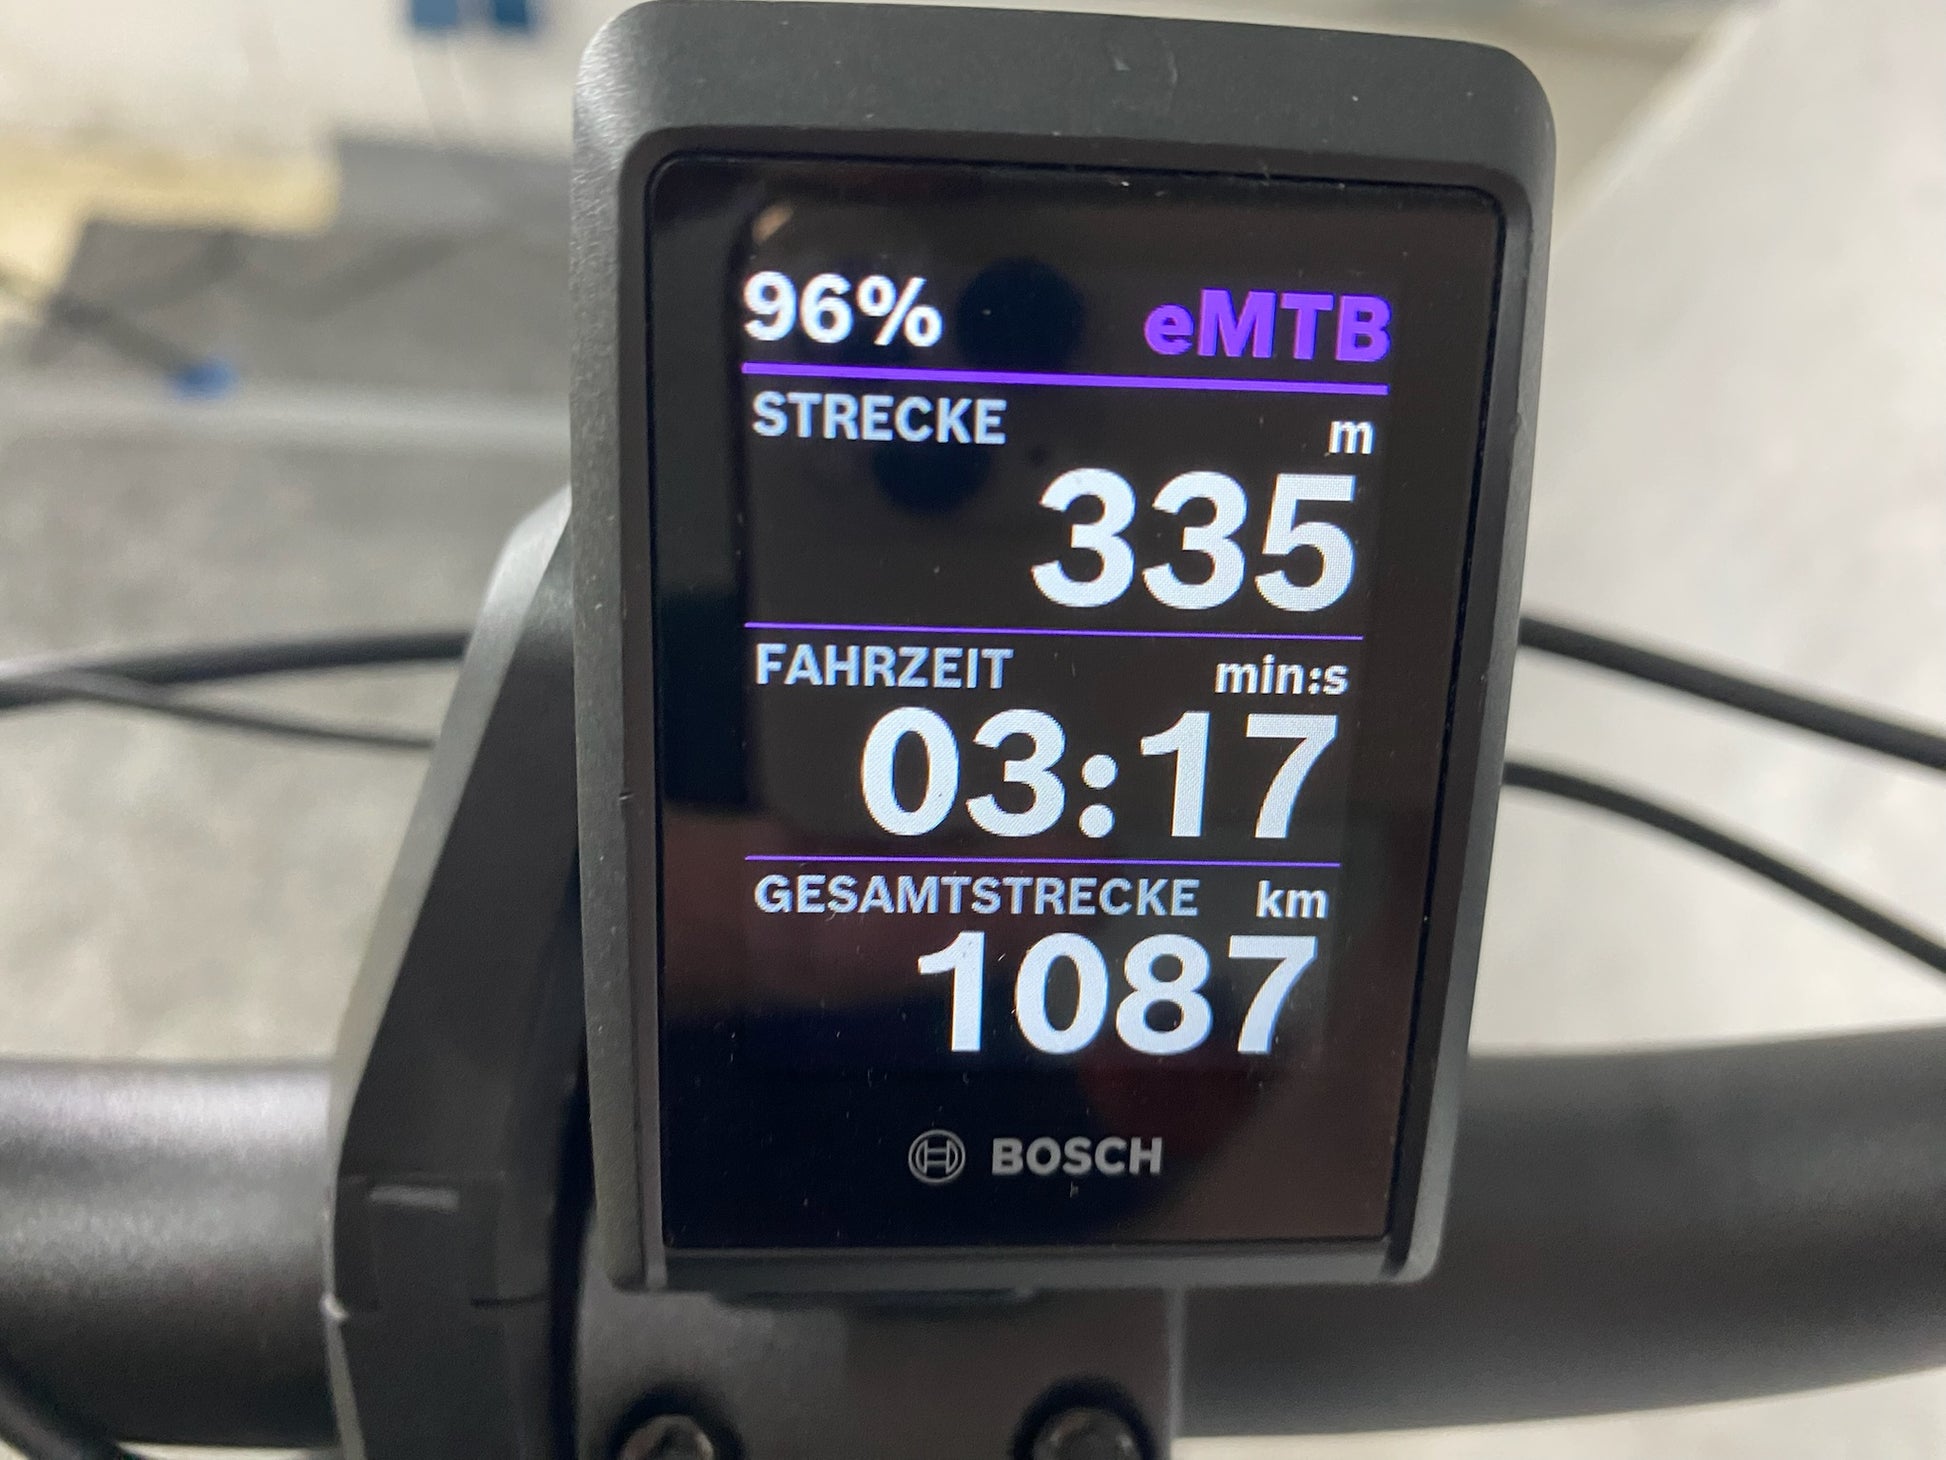 96% eMTB
STRECKE m
335
FAHRZEIT min:s
03:17
GESAMTSTRECKE km
1087
BOSCH